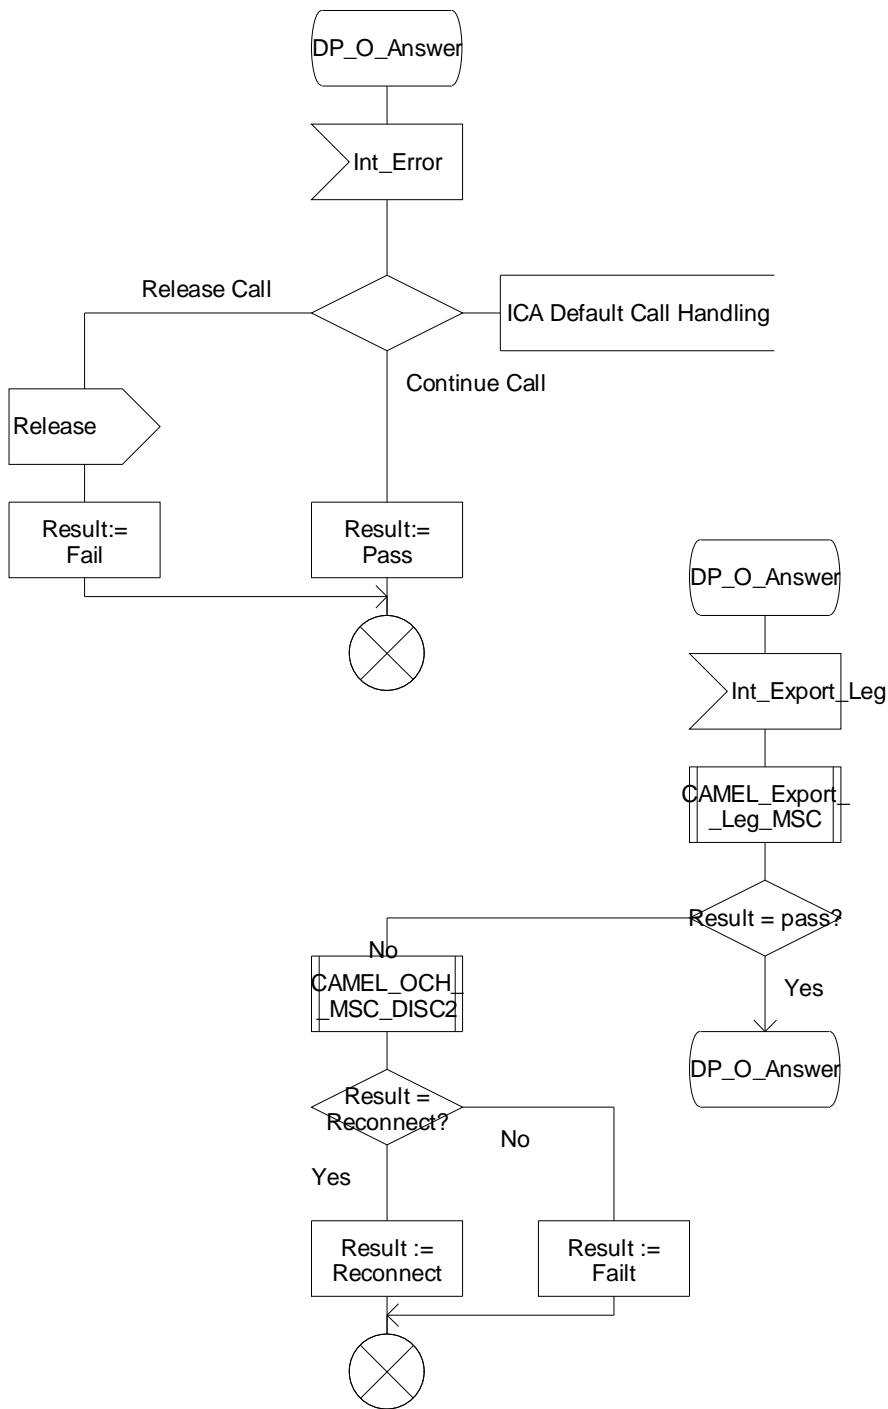 DP_O_Answer
Int_Error
Release Call
ICA Default Call Handling
Continue Call
Release
Result:=
Fail
Result:=
Pass
DP_O_Answer
Int_Export_Leg
CAMEL_Export_
_Leg_MSC
Result = pass?
No
Yes
CAMEL_OCH_
_MSC_DISC2
DP_O_Answer
Result =
Reconnect?
No
Yes
Result :=
Reconnect
Result :=
Failt